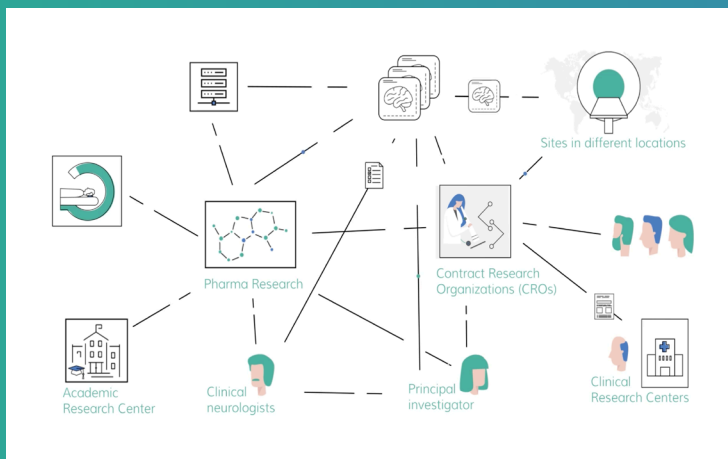 Sites in different locations
Pharma Research
Contract Research
Organizations (CROs)
Academic
Research Center
Clinical
neurologists
Principal
investigator
Clinical
Research Centers